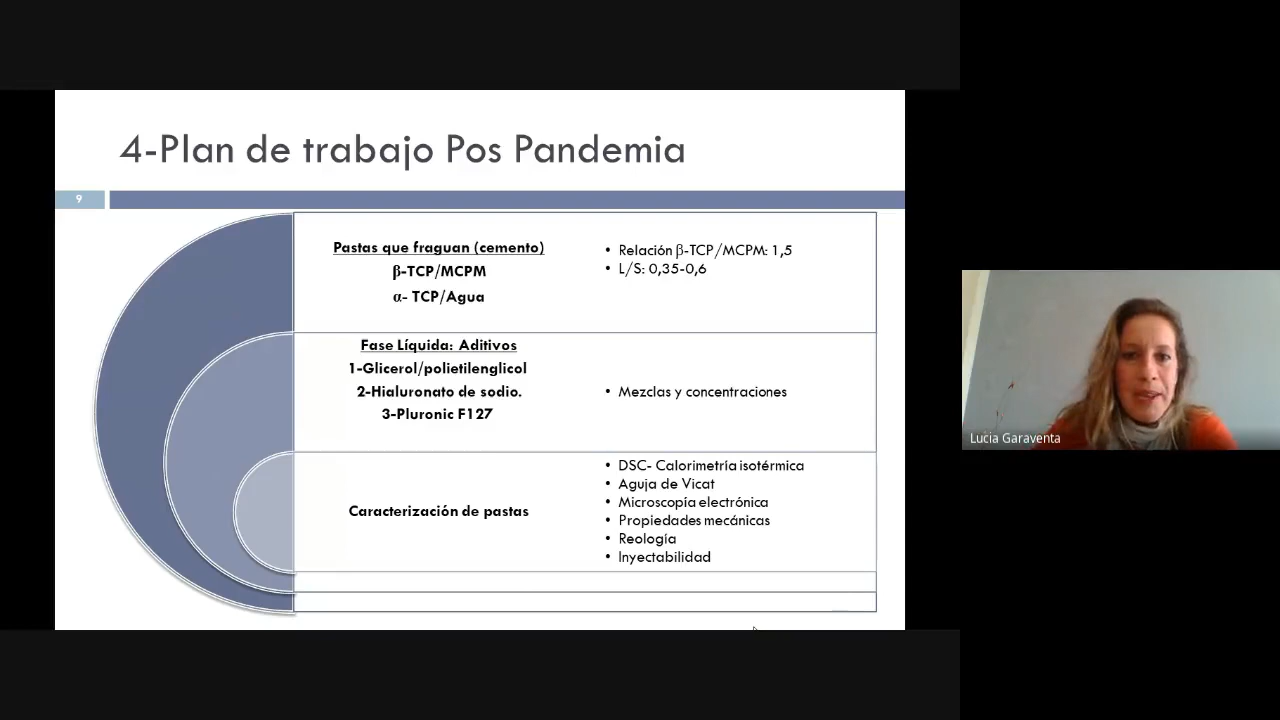 4-Plan de trabajo Pos Pandemia
9
Pastas que fraguan (cemento)
β-TCP/MCPM
α- TCP/Agua
• Relación β-TCP/MCPM: 1,5
• L/S: 0,35-0,6
Fase Líquida: Aditivos
1-Glicerol/polietilenglicol
2-Hialuronato de sodio.
3-Pluronic F127
• Mezclas y concentraciones
Caracterización de pastas
• DSC- Calorimetría isotérmica
• Aguja de Vicat
• Microscopía electrónica
• Propiedades mecánicas
• Reología
• Inyectabilidad
Lucia Garaventa